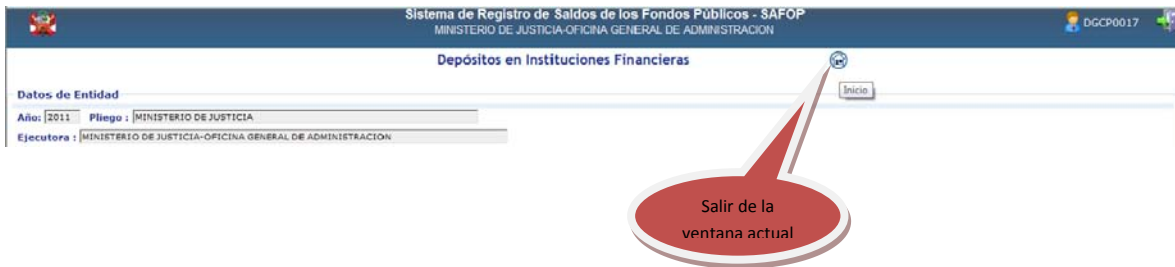 Sistema de Registro de Saldos de los Fondos Públicos - SAFOP
MINISTERIO DE JUSTICIA-OFICINA GENERAL DE ADMINISTRACION
DGCP0017
Depósitos en Instituciones Financieras
Inicio
Datos de Entidad
Año: 2011 Pliego : MINISTERIO DE JUSTICIA
Ejecutora : MINISTERIO DE JUSTICIA-OFICINA GENERAL DE ADMINISTRACION
Salir de la
ventana actual